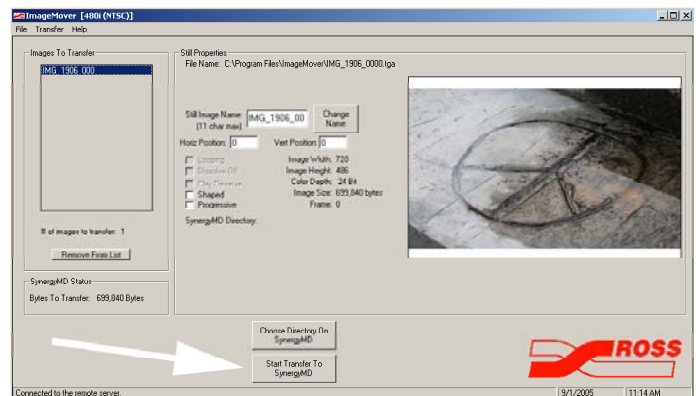 ImageMover [480i (NTSC)]
File Transfer Help
Images To Transfer
IMG_1906_000
# of images to transfer: 1
Remove From List
SynergyMD Status
Bytes To Transfer: 699,840 Bytes
Still Properties
File Name: C:\Program Files\ImageMover\IMG_1906_0000.tga
Still Image Name: IMG_1906_00
(11 char max)
Change Name
Horiz Position: 0 Vert Position: 0
Looping
Dissolve Off
Clay Reverse
Shaped
Progressive
Image Width: 720
Image Height: 486
Color Depth: 24 Bit
Image Size: 699,840 bytes
Frame: 0
SynergyMD Directory:
Choose Directory On
SynergyMD
Start Transfer To
SynergyMD
ROSS
Connected to the remote server.
9/1/2005
11:14 AM